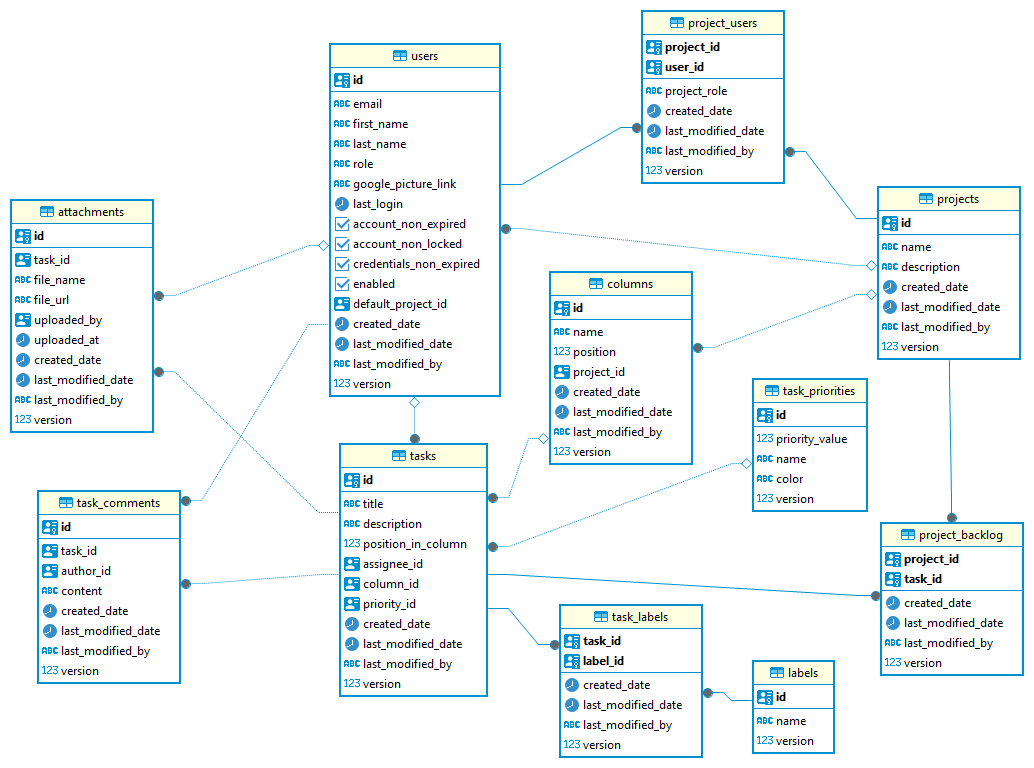 project_users
project_id
user_id
ABC project_role
created_date
last_modified_date
ABC last_modified_by
123 version
users
id
ABC email
ABC first_name
ABC last_name
ABC role
ABC google_picture_link
last_login
account_non_expired
account_non_locked
credentials_non_expired
enabled
default_project_id
created_date
last_modified_date
ABC last_modified_by
123 version
projects
id
ABC name
ABC description
created_date
last_modified_date
ABC last_modified_by
123 version
attachments
id
task_id
ABC file_name
ABC file_url
uploaded_by
uploaded_at
created_date
last_modified_date
ABC last_modified_by
123 version
columns
id
ABC name
123 position
project_id
created_date
last_modified_date
ABC last_modified_by
123 version
task_priorities
id
123 priority_value
ABC name
ABC color
123 version
tasks
id
ABC title
ABC description
123 position_in_column
assignee_id
column_id
priority_id
created_date
last_modified_date
ABC last_modified_by
123 version
task_comments
id
task_id
author_id
ABC content
created_date
last_modified_date
ABC last_modified_by
123 version
project_backlog
project_id
task_id
created_date
last_modified_date
ABC last_modified_by
123 version
task_labels
task_id
label_id
created_date
last_modified_date
ABC last_modified_by
123 version
labels
id
ABC name
123 version